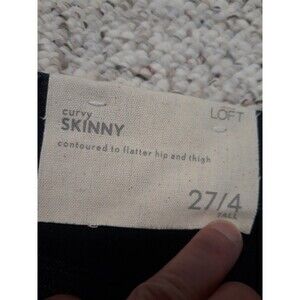 curvy LOFT
SKINNY
contoured to flatter hip and thigh
27/4
TALL